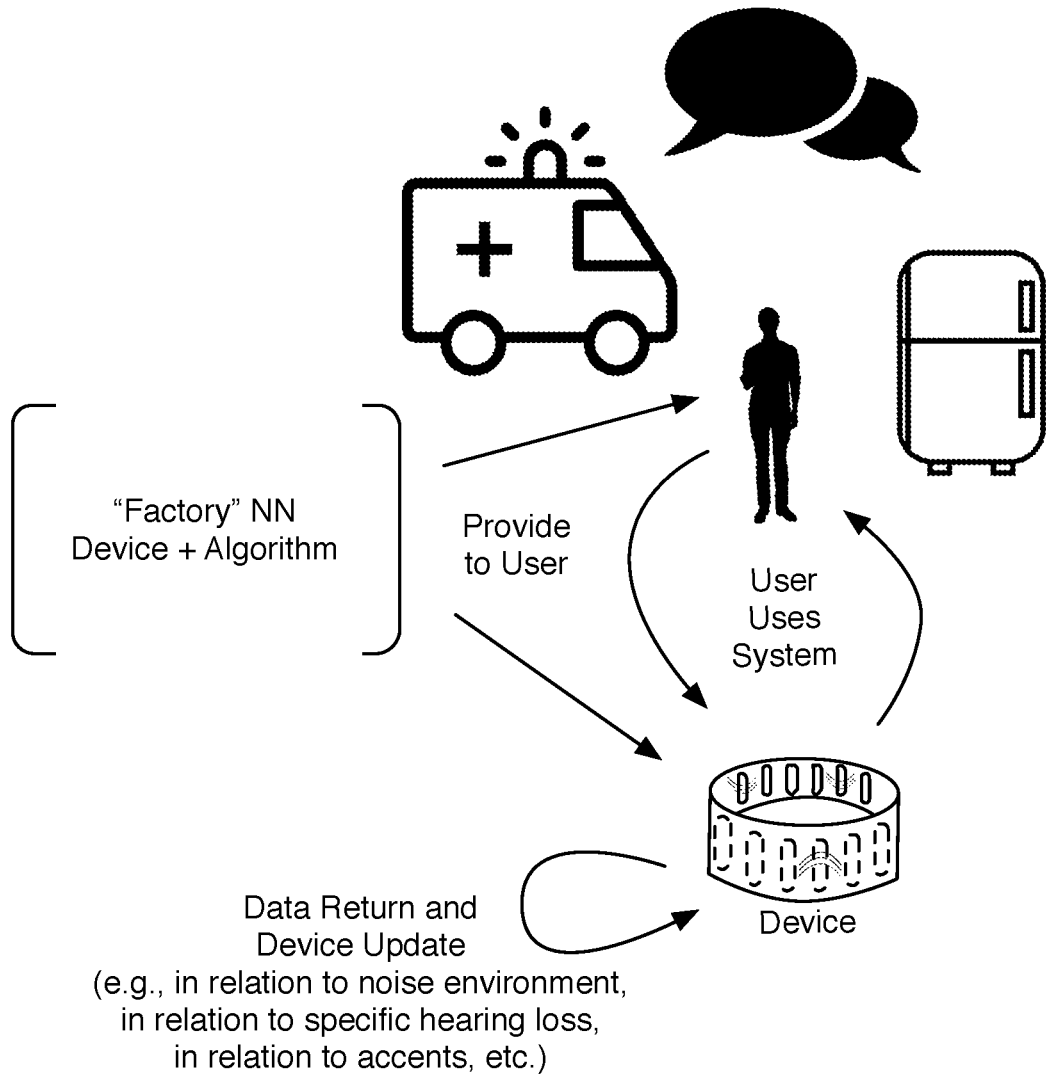 “Factory” NN
Device + Algorithm
Provide
to User
User
Uses
System
Device
Data Return and
Device Update
(e.g., in relation to noise environment,
in relation to specific hearing loss,
in relation to accents, etc.)